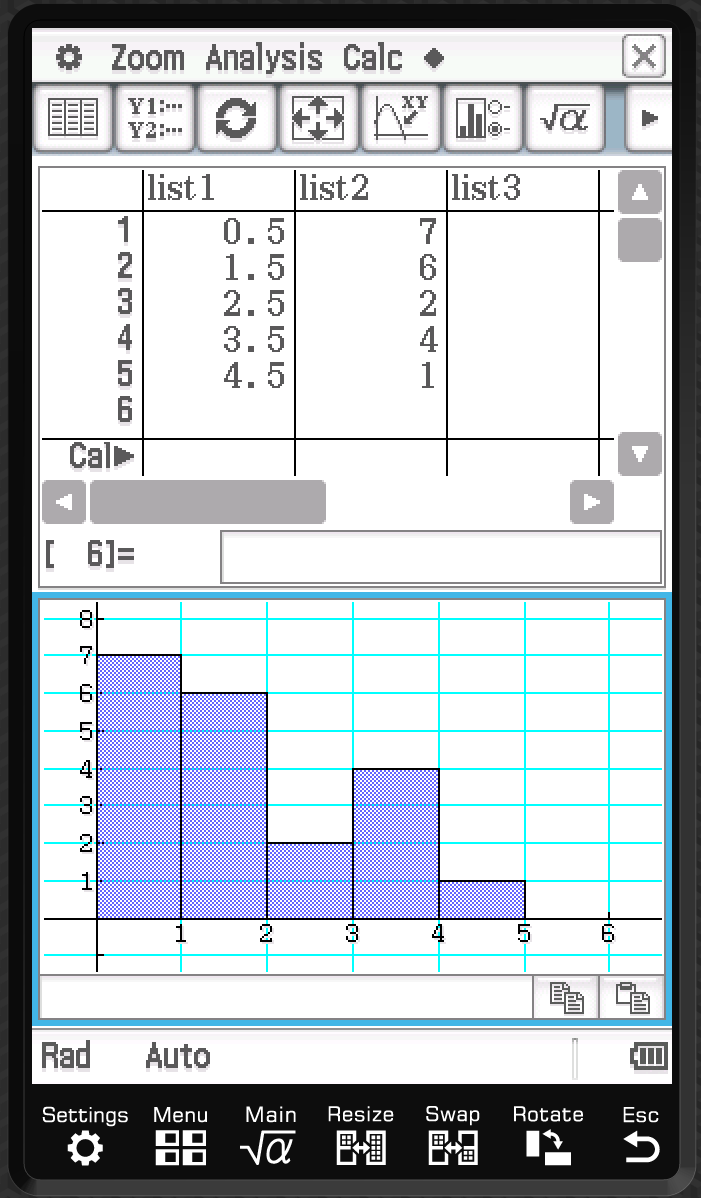 Zoom Analysis Calc
Y1:··· XY √α
Y2:···
list1 list2 list3
1 0.5 7
2 1.5 6
3 2.5 2
4 3.5 4
5 4.5 1
6
Cal▶
[ 6]=
8
7
6
5
4
3
2
1
1 2 3 4 5 6
Rad Auto
Settings Menu Main Resize Swap Rotate Esc
√α